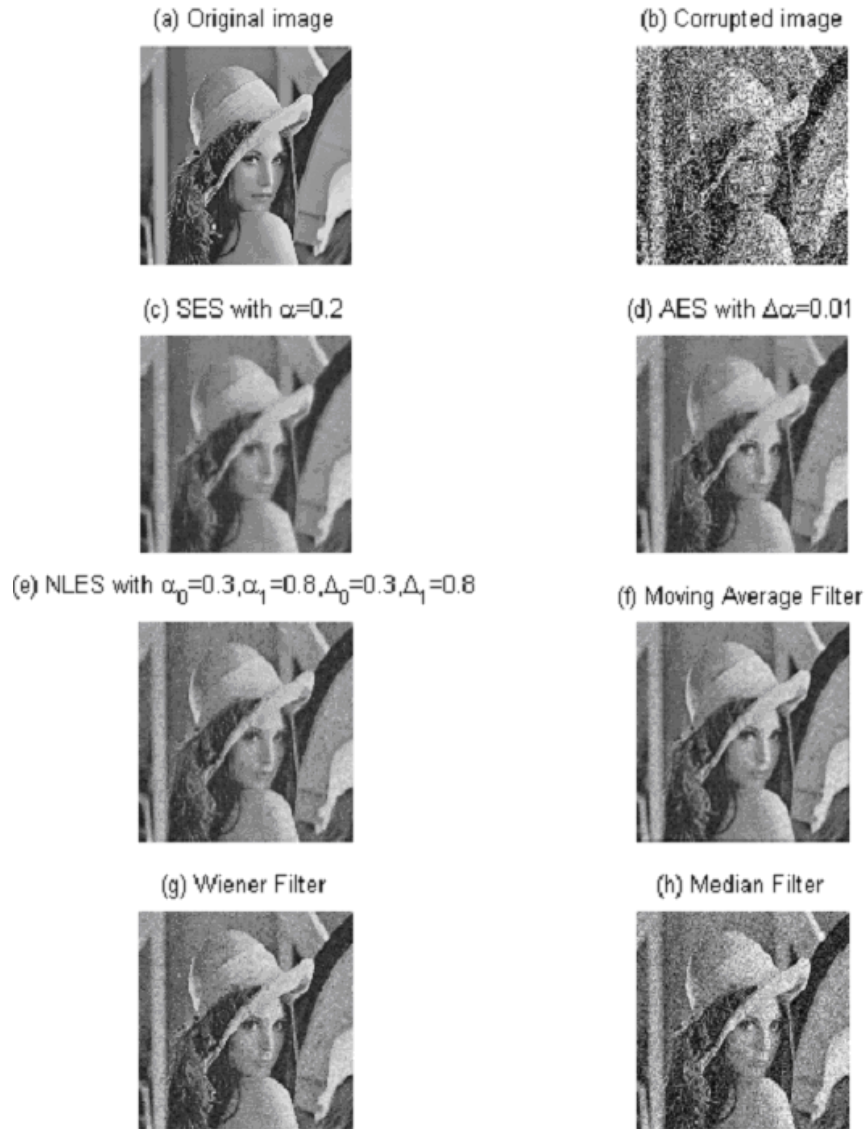 (a) Original image
(b) Corrupted image
(c) SES with α=0.2
(d) AES with Δα=0.01
(e) NLES with α₀=0.3,α₁=0.8,Δ₀=0.3,Δ₁=0.8
(f) Moving Average Filter
(g) Wiener Filter
(h) Median Filter